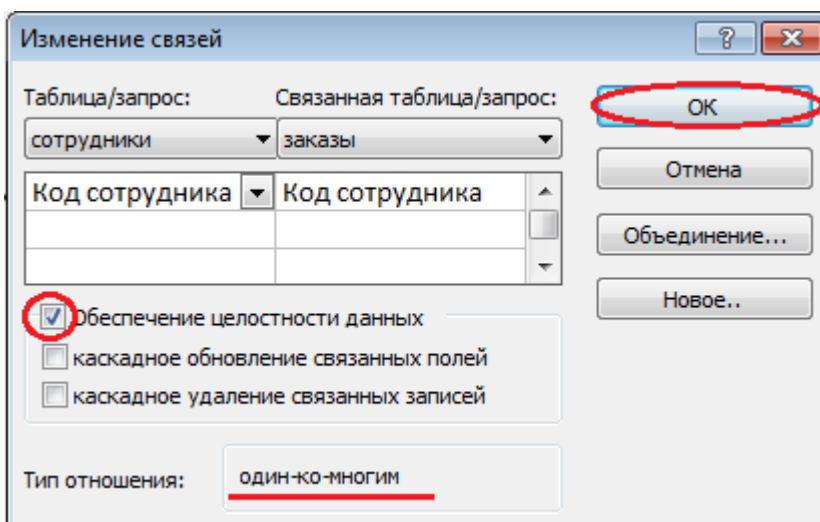 Изменение связей
Таблица/запрос: Связанная таблица/запрос:
сотрудники заказы
Код сотрудника Код сотрудника
Обеспечение целостности данных
каскадное обновление связанных полей
каскадное удаление связанных записей
Тип отношения: один-ко-многим
ОК
Отмена
Объединение...
Новое..